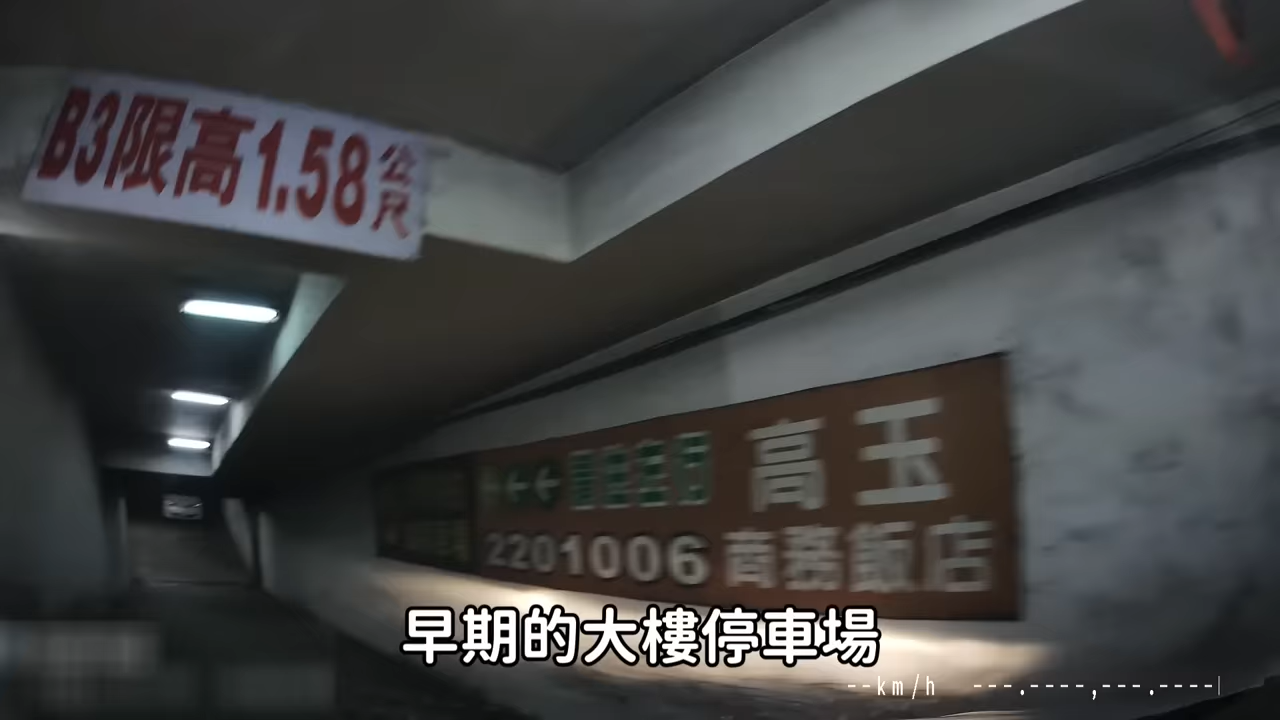 B3限高1.58公尺
高玉
←←←
2201006 商務飯店
早期的大樓停車場
--km/h ---.----,---.----